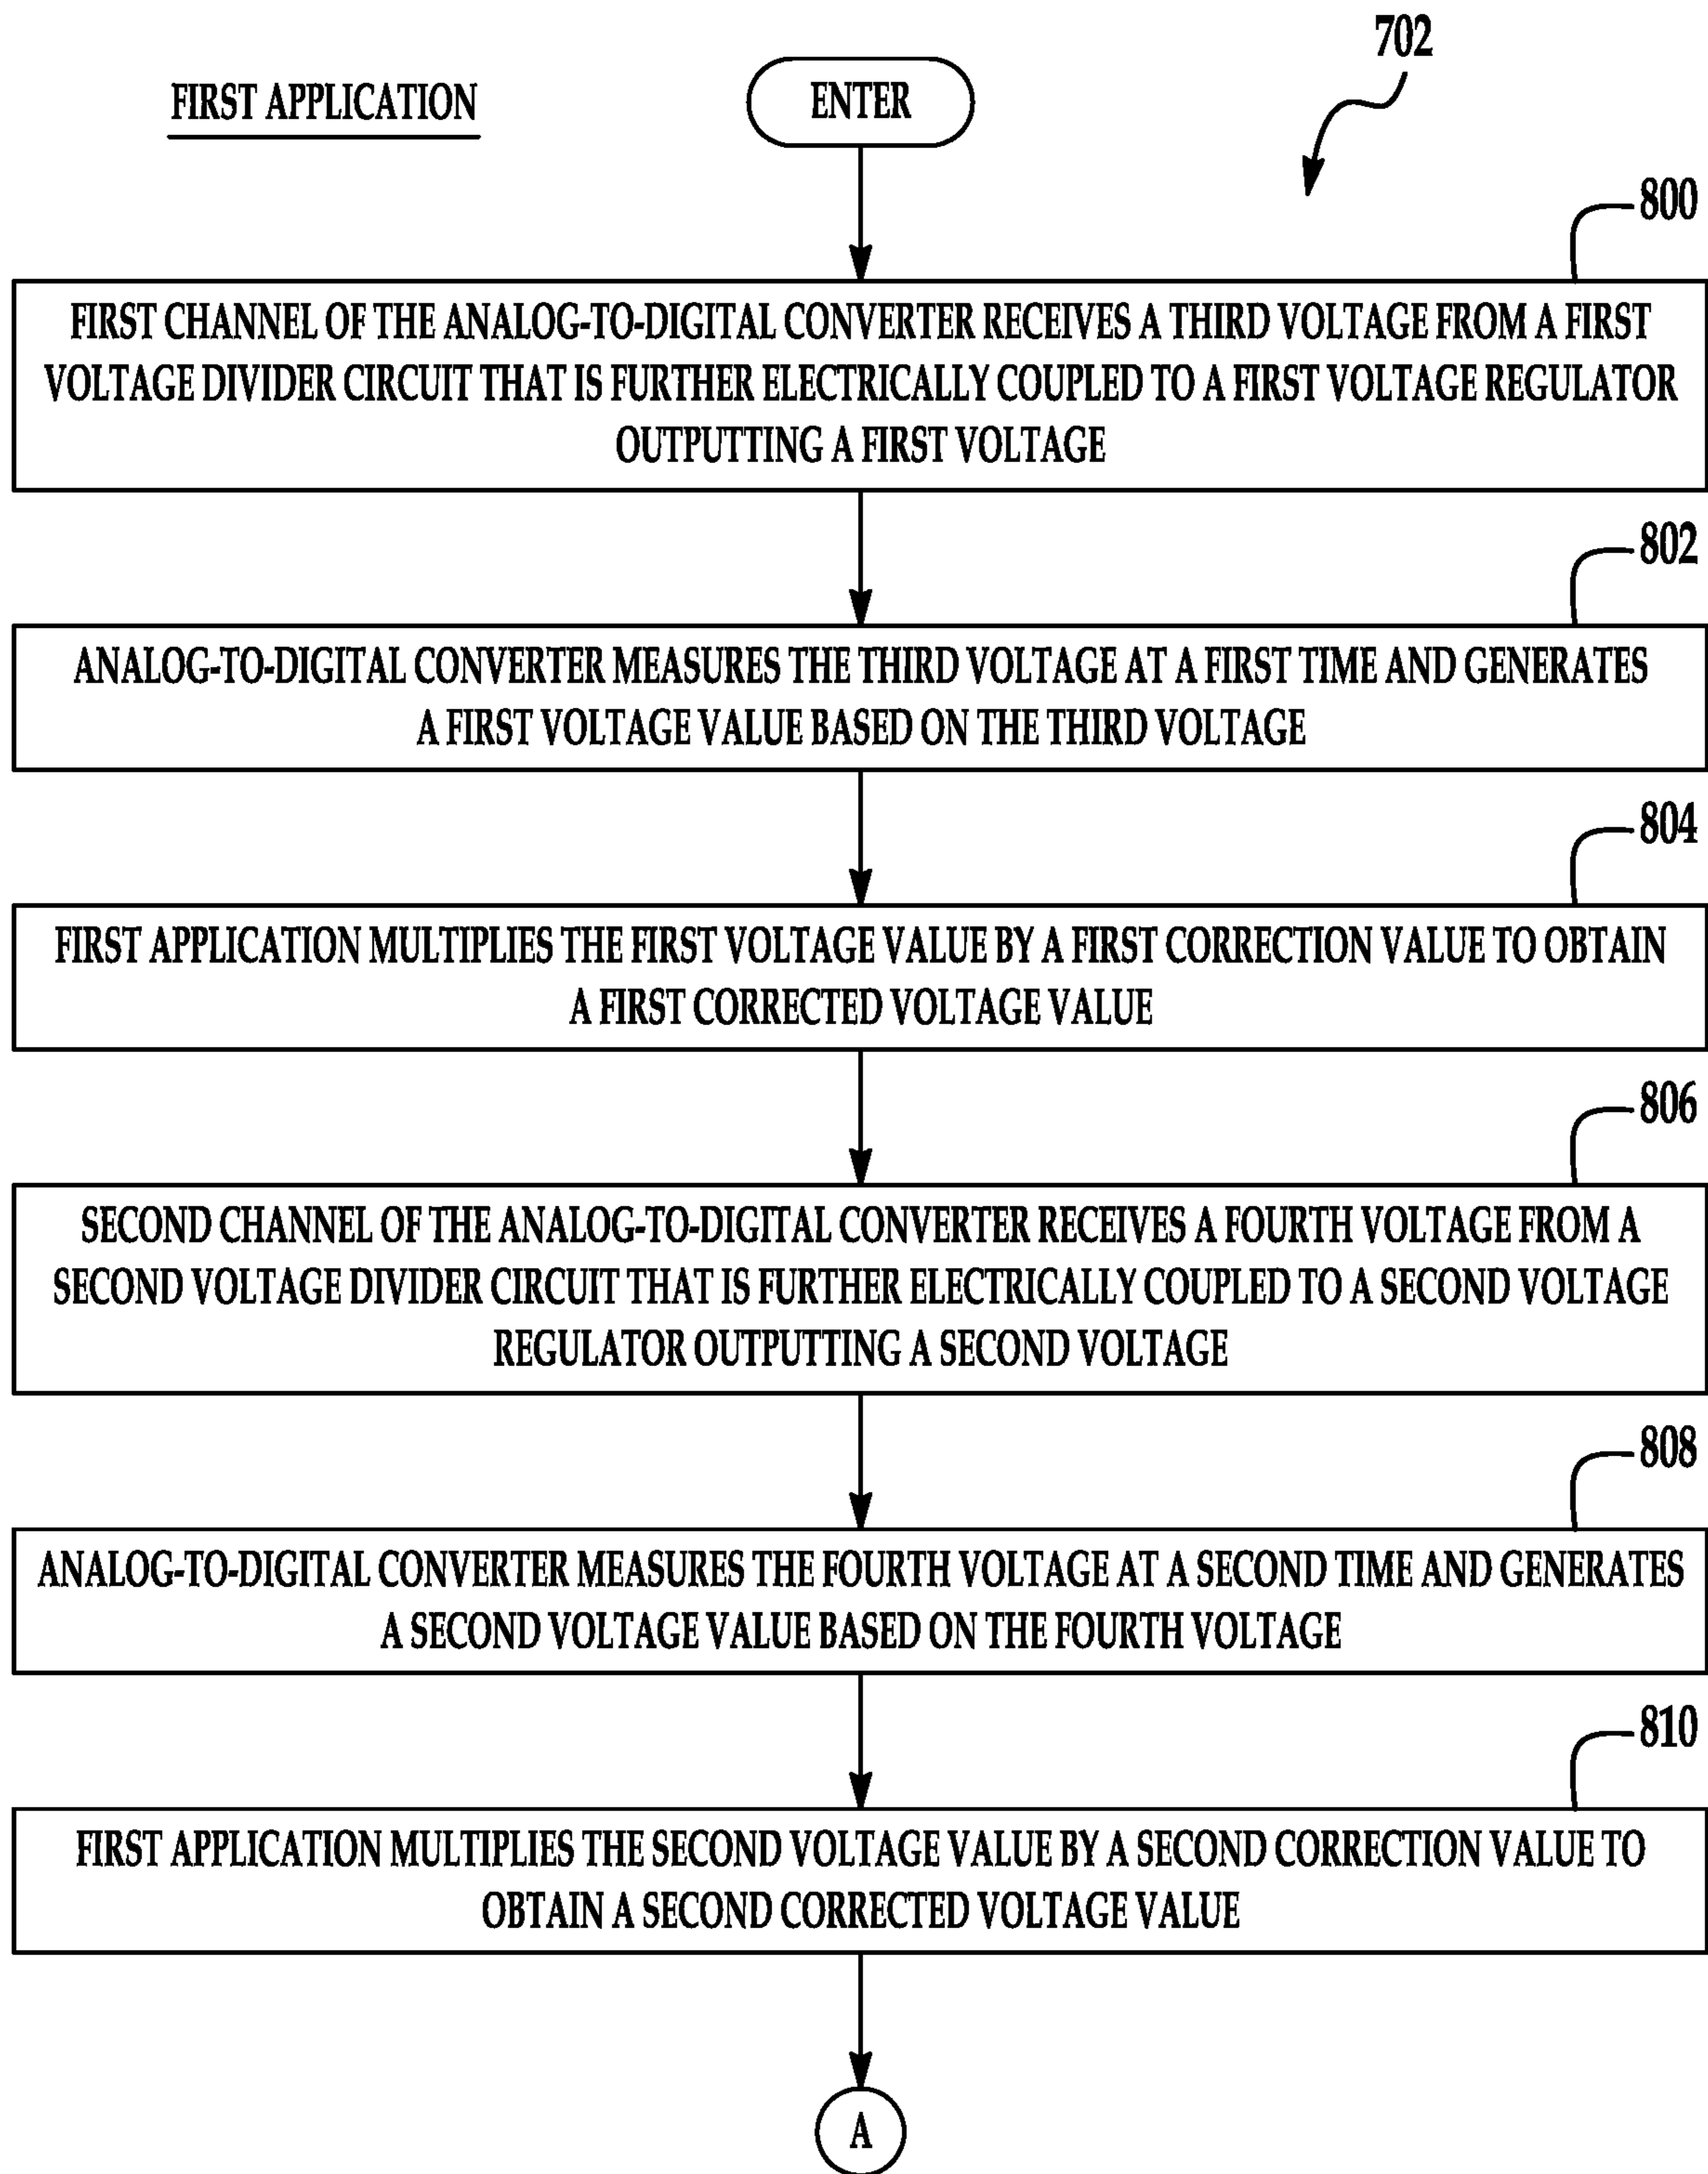 702
FIRST APPLICATION
ENTER
800
FIRST CHANNEL OF THE ANALOG-TO-DIGITAL CONVERTER RECEIVES A THIRD VOLTAGE FROM A FIRST
VOLTAGE DIVIDER CIRCUIT THAT IS FURTHER ELECTRICALLY COUPLED TO A FIRST VOLTAGE REGULATOR
OUTPUTTING A FIRST VOLTAGE
802
ANALOG-TO-DIGITAL CONVERTER MEASURES THE THIRD VOLTAGE AT A FIRST TIME AND GENERATES
A FIRST VOLTAGE VALUE BASED ON THE THIRD VOLTAGE
804
FIRST APPLICATION MULTIPLIES THE FIRST VOLTAGE VALUE BY A FIRST CORRECTION VALUE TO OBTAIN
A FIRST CORRECTED VOLTAGE VALUE
806
SECOND CHANNEL OF THE ANALOG-TO-DIGITAL CONVERTER RECEIVES A FOURTH VOLTAGE FROM A
SECOND VOLTAGE DIVIDER CIRCUIT THAT IS FURTHER ELECTRICALLY COUPLED TO A SECOND VOLTAGE
REGULATOR OUTPUTTING A SECOND VOLTAGE
808
ANALOG-TO-DIGITAL CONVERTER MEASURES THE FOURTH VOLTAGE AT A SECOND TIME AND GENERATES
A SECOND VOLTAGE VALUE BASED ON THE FOURTH VOLTAGE
810
FIRST APPLICATION MULTIPLIES THE SECOND VOLTAGE VALUE BY A SECOND CORRECTION VALUE TO
OBTAIN A SECOND CORRECTED VOLTAGE VALUE
A